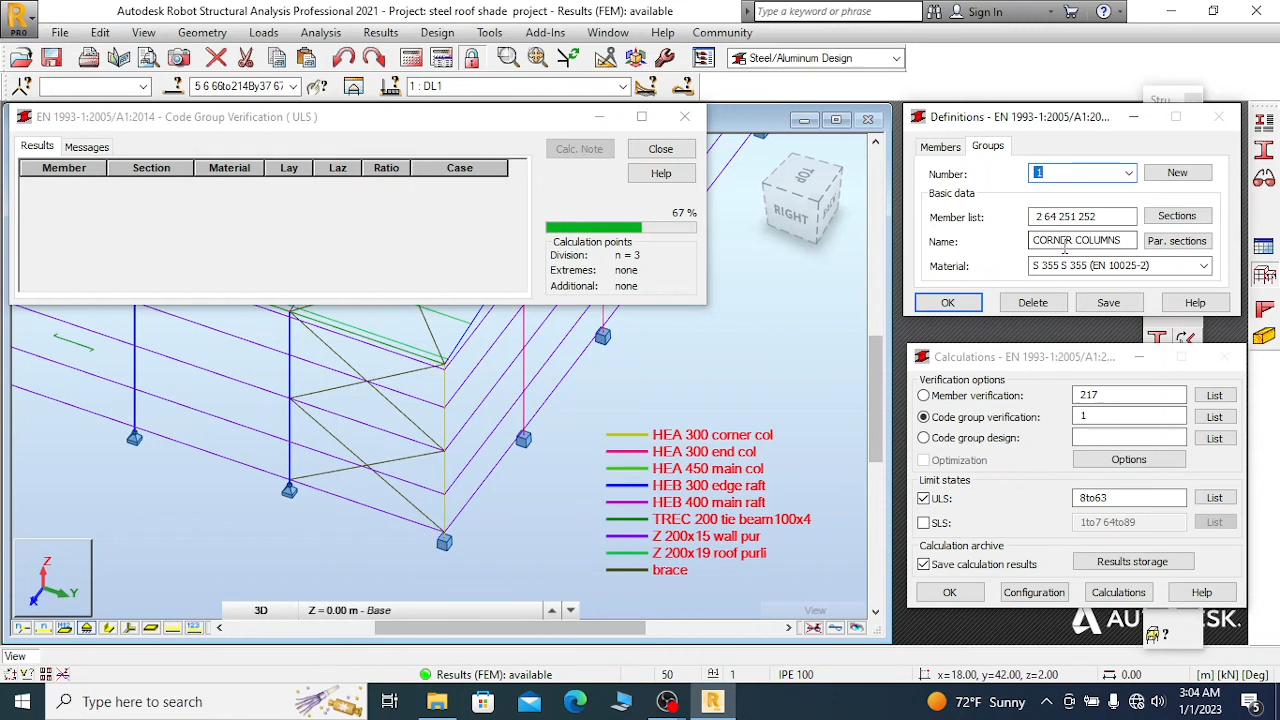 PRO
Autodesk Robot Structural Analysis Professional 2021 - Project: steel roof shade  project - Results (FEM): available
Type a keyword or phrase
Sign In
File Edit View Geometry Loads Analysis Results Design Tools Add-Ins Window Help Community
Steel/Aluminum Design
5 6 66to214By37 67
1 : DL1
EN 1993-1:2005/A1:2014 - Code Group Verification ( ULS )
Results Messages
Member Section Material Lay Laz Ratio Case
Calc. Note Close
Help
67 %
Calculation points
Division: n = 3
Extremes: none
Additional: none
TOP
RIGHT
Stru
Definitions - EN 1993-1:2005/A1:20...
Members Groups
Number: 1 New
Basic data
Member list: 2 64 251 252 Sections
Name: CORNER COLUMNS Par. sections
Material: S 355 S 355 (EN 10025-2)
OK Delete Save Help
Calculations - EN 1993-1:2005/A1:2...
Verification options
Member verification: 217 List
Code group verification: 1 List
Code group design: List
Optimization Options
Limit states
ULS: 8to63 List
SLS: 1to7 64to89 List
Calculation archive
Save calculation results Results storage
OK Configuration Calculations Help
AUTODESK.
HEA 300 corner col
HEA 300 end col
HEA 450 main col
HEB 300 edge raft
HEB 400 main raft
TREC 200 tie beam100x4
Z 200x15 wall pur
Z 200x19 roof purli
brace
Z
Y
X
3D Z = 0.00 m - Base
View
View
Results (FEM): available 50 1 IPE 100 x=18.00, y=42.00, z=2.00 0.00 [m] [kN] [Deg]
Type here to search
72°F Sunny
3:04 AM
1/1/2023